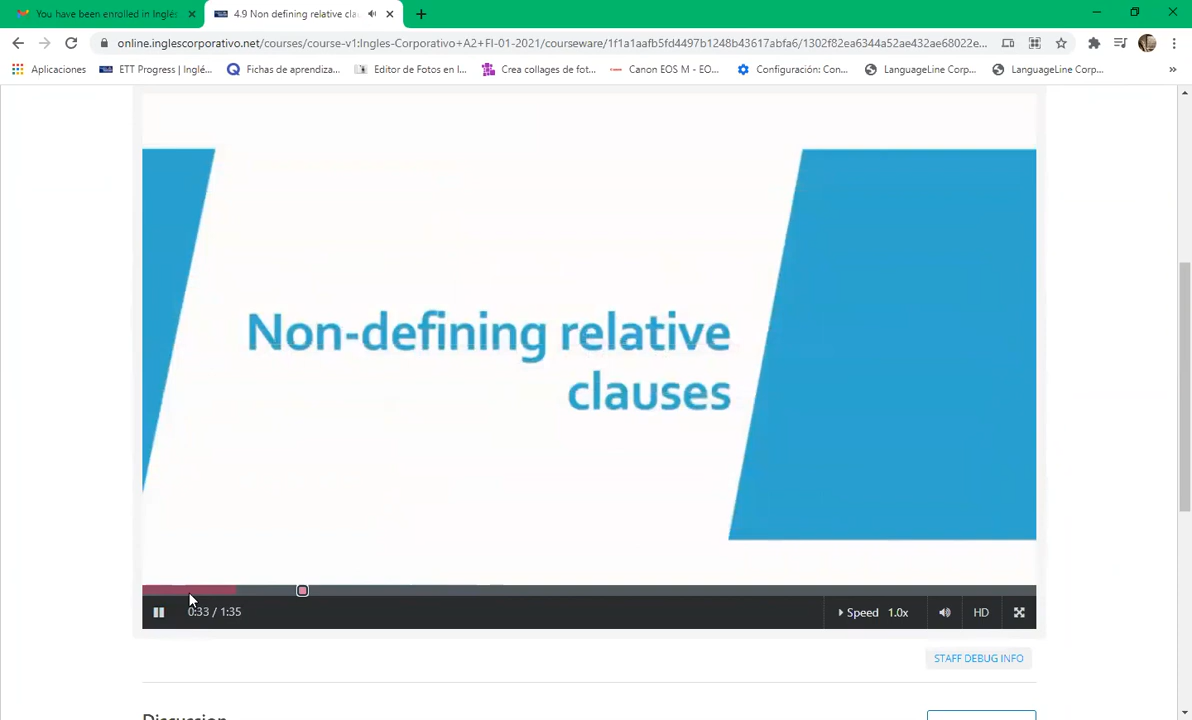 You have been enrolled in Inglés
4.9 Non defining relative cla
online.inglescorporativo.net/courses/course-v1:Ingles-Corporativo+A2+FI-01-2021/courseware/1f1a1aafb5fd4497b1248b43517abfa6/1302f82ea6344a52ae432ae68022e...
Aplicaciones
ETT Progress | Inglé...
Fichas de aprendiza...
Editor de Fotos en l...
Crea collages de fot...
Canon EOS M - EO...
Configuración: Con...
LanguageLine Corp...
LanguageLine Corp...
»
Non-defining relative
clauses
0:33 / 1:35
Speed 1.0x
HD
STAFF DEBUG INFO
Discussion